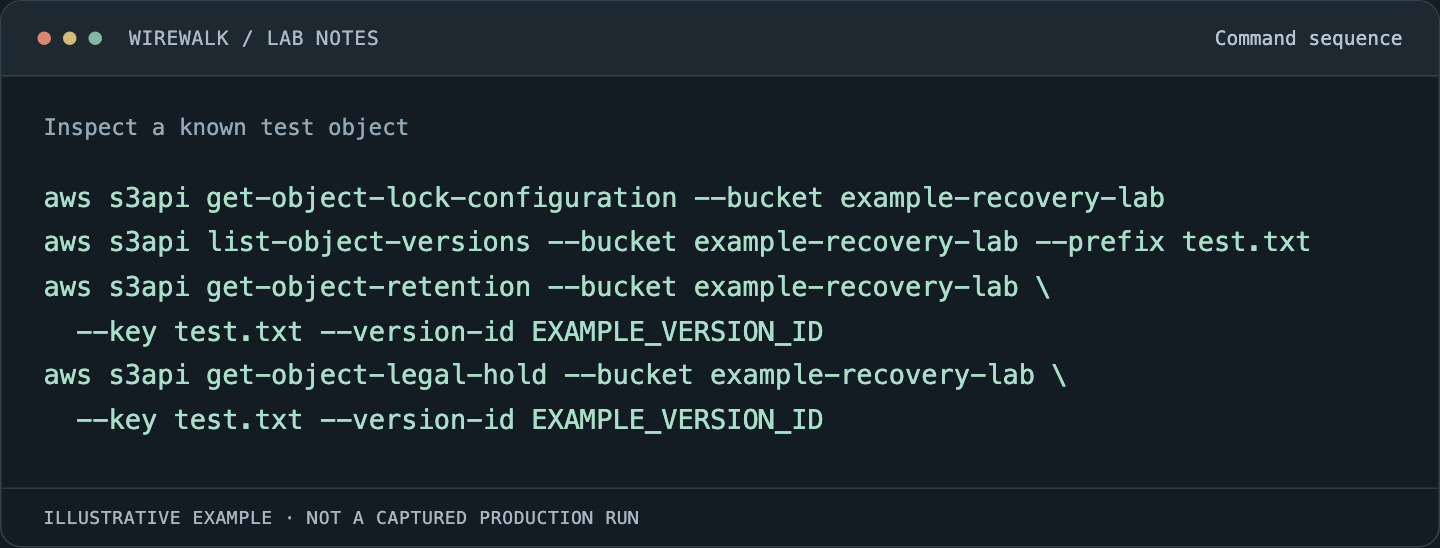 WIREWALK / LAB NOTES
Command sequence
Inspect a known test object
aws s3api get-object-lock-configuration --bucket example-recovery-lab
aws s3api list-object-versions --bucket example-recovery-lab --prefix test.txt
aws s3api get-object-retention --bucket example-recovery-lab \
  --key test.txt --version-id EXAMPLE_VERSION_ID
aws s3api get-object-legal-hold --bucket example-recovery-lab \
  --key test.txt --version-id EXAMPLE_VERSION_ID
ILLUSTRATIVE EXAMPLE · NOT A CAPTURED PRODUCTION RUN